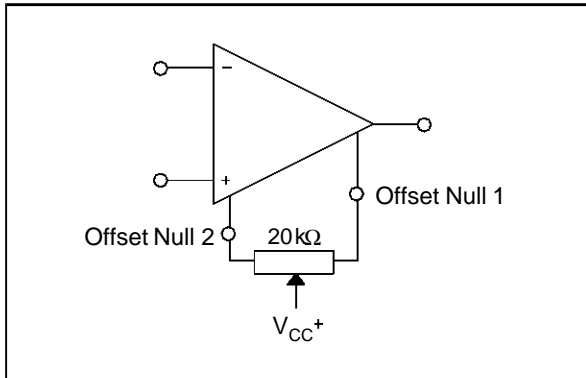 −
+
Offset Null 1
Offset Null 2
20kΩ
VCC+